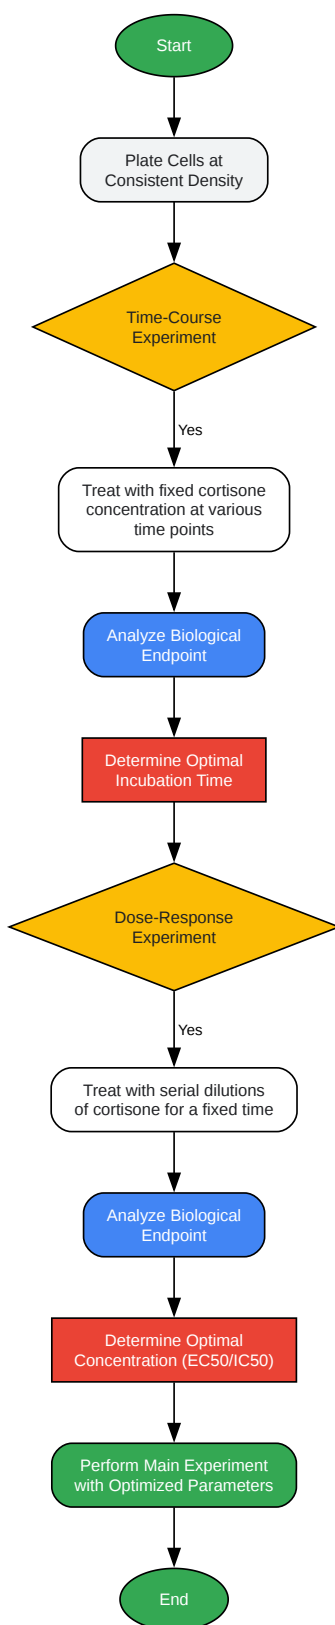 Start
Plate Cells at
Consistent Density
Time-Course
Experiment
Yes
Treat with fixed cortisone
concentration at various
time points
Analyze Biological
Endpoint
Determine Optimal
Incubation Time
Dose-Response
Experiment
Yes
Treat with serial dilutions
of cortisone for a fixed time
Analyze Biological
Endpoint
Determine Optimal
Concentration (EC50/IC50)
Perform Main Experiment
with Optimized Parameters
End